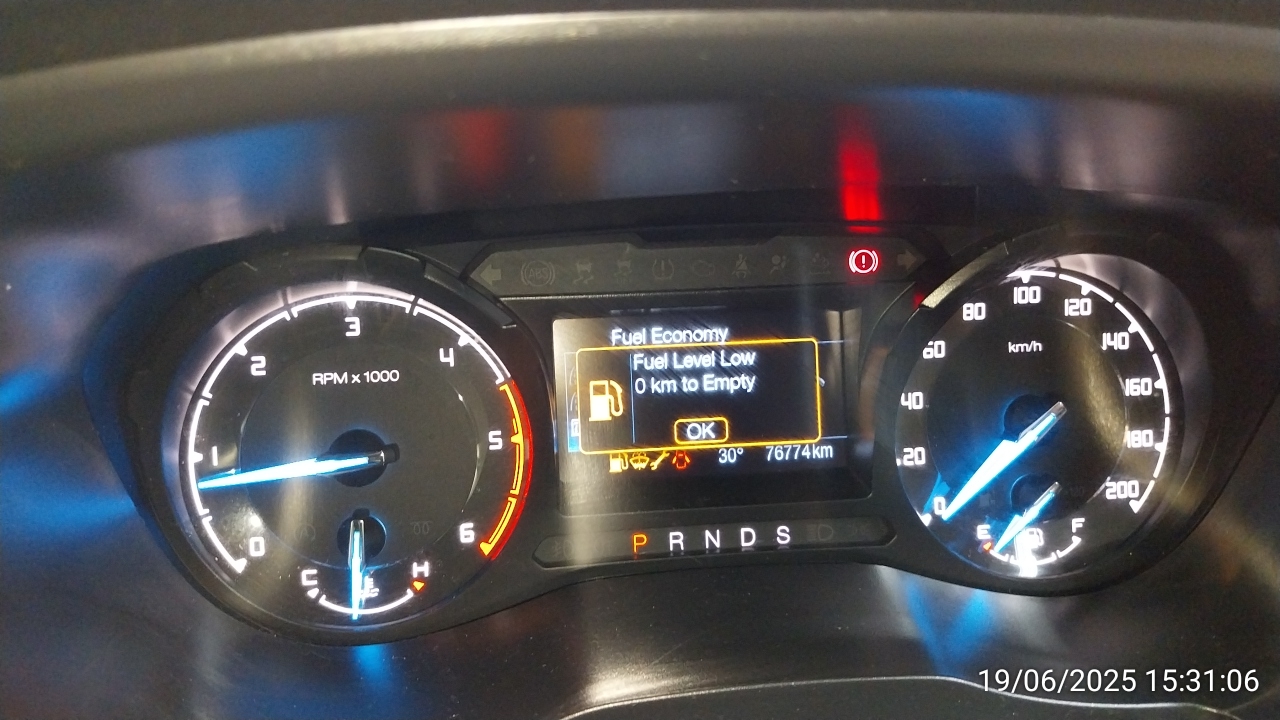 ABS
3
2
4
RPM x 1000
1
5
0
6
C
H
Fuel Economy
Fuel Level Low
0 km to Empty
OK
30° 76774km
P R N D S
100
80
120
60
km/h
140
40
160
20
180
0
200
E
F
19/06/2025 15:31:06